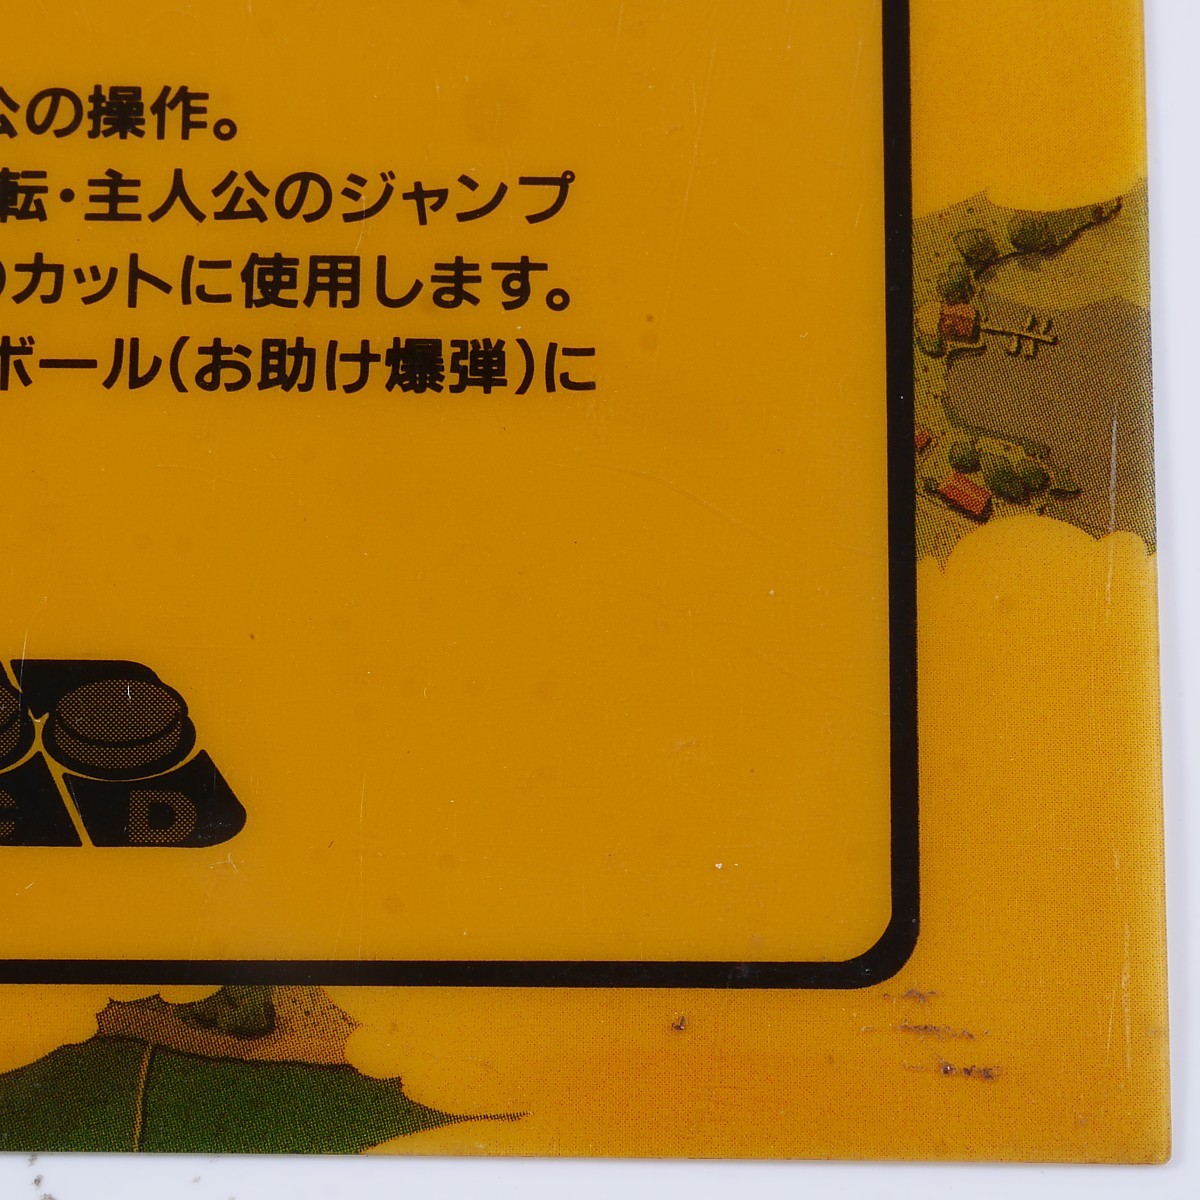 公の操作。
転・主人公のジャンプ
カットに使用します。
ボール(お助け爆弾)に
C D